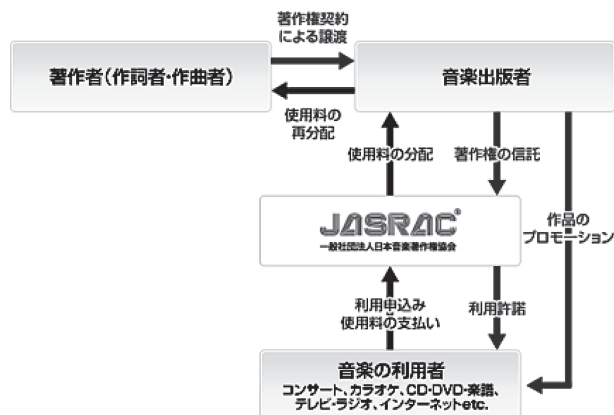 著作権契約
による譲渡
著作者(作詞者・作曲者)
音楽出版者
使用料の
再分配
使用料の分配
著作権の信託
JASRAC®
一般社団法人日本音楽著作権協会
作品の
プロモーション
利用申込み
使用料の支払い
利用許諾
音楽の利用者
コンサート、カラオケ、CD・DVD・楽譜、
テレビ・ラジオ、インターネットetc.